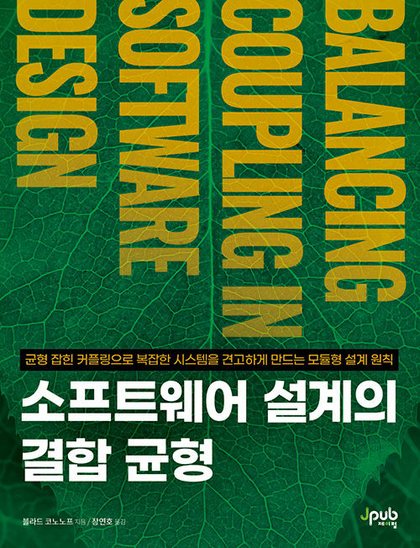 BALANCING
COUPLING IN
SOFTWARE
DESIGN
균형 잡힌 커플링으로 복잡한 시스템을 견고하게 만드는 모듈형 설계 원칙
소프트웨어 설계의
결합 균형
블라드 코노노프 지음 / 장연호 옮김
Jpub
제이펍